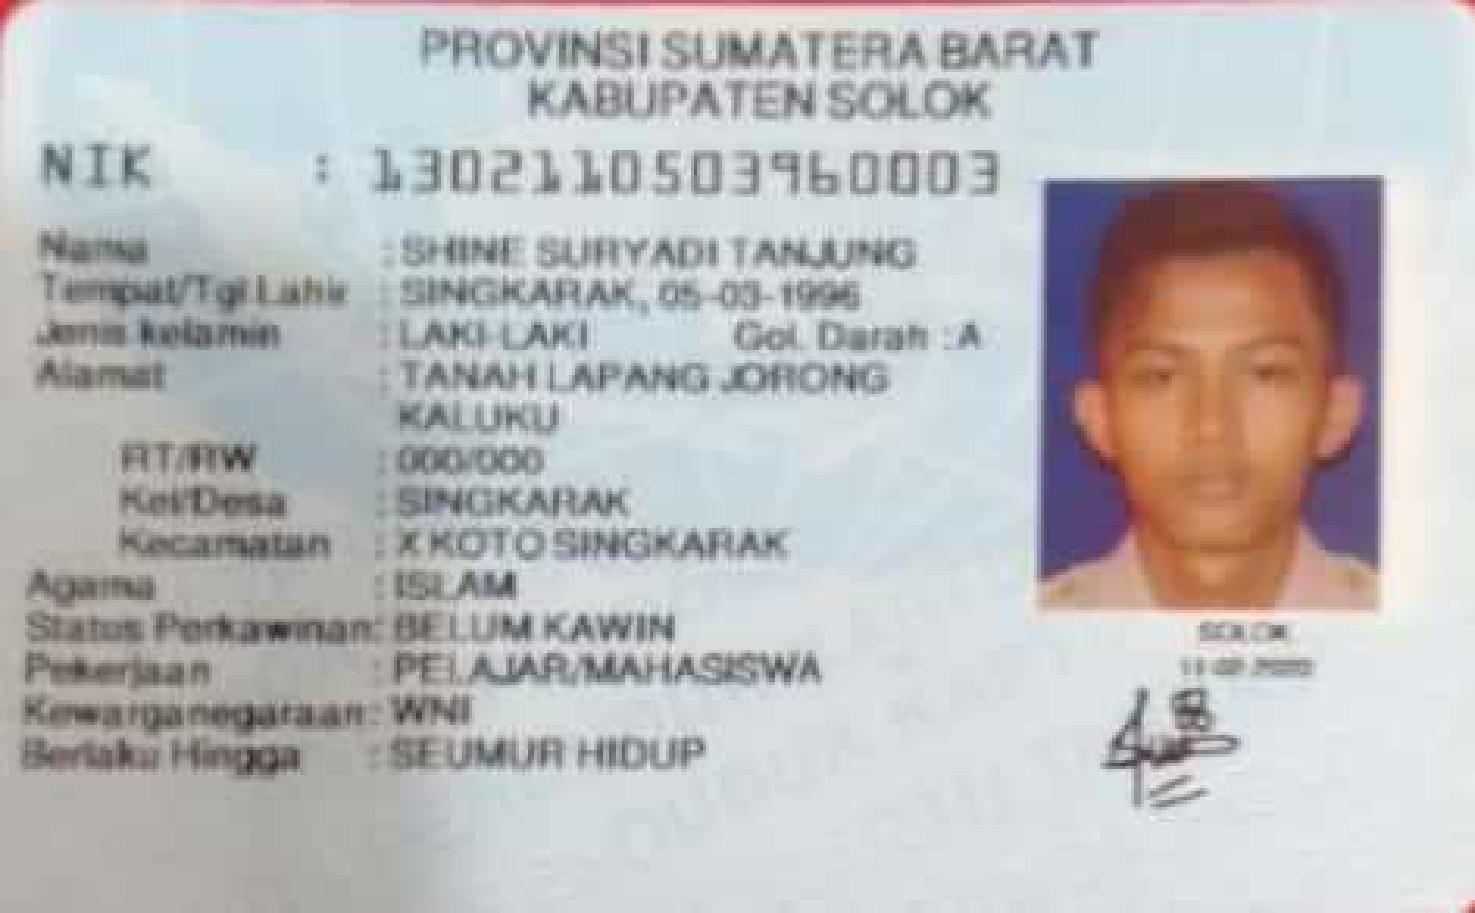 PROVINSI SUMATERA BARAT
KABUPATEN SOLOK
NIK : 1302110503960003
Nama : SHINE SURYADI TANJUNG
Tempat/Tgl Lahir : SINGKARAK, 05-03-1996
Jenis kelamin : LAKI-LAKI Gol. Darah : A
Alamat : TANAH LAPANG JORONG
KALUKU
RT/RW : 000/000
Kel/Desa : SINGKARAK
Kecamatan : X KOTO SINGKARAK
Agama : ISLAM
Status Perkawinan: BELUM KAWIN
Pekerjaan : PELAJAR/MAHASISWA
Kewarganegaraan: WNI
Berlaku Hingga : SEUMUR HIDUP
SOLOK